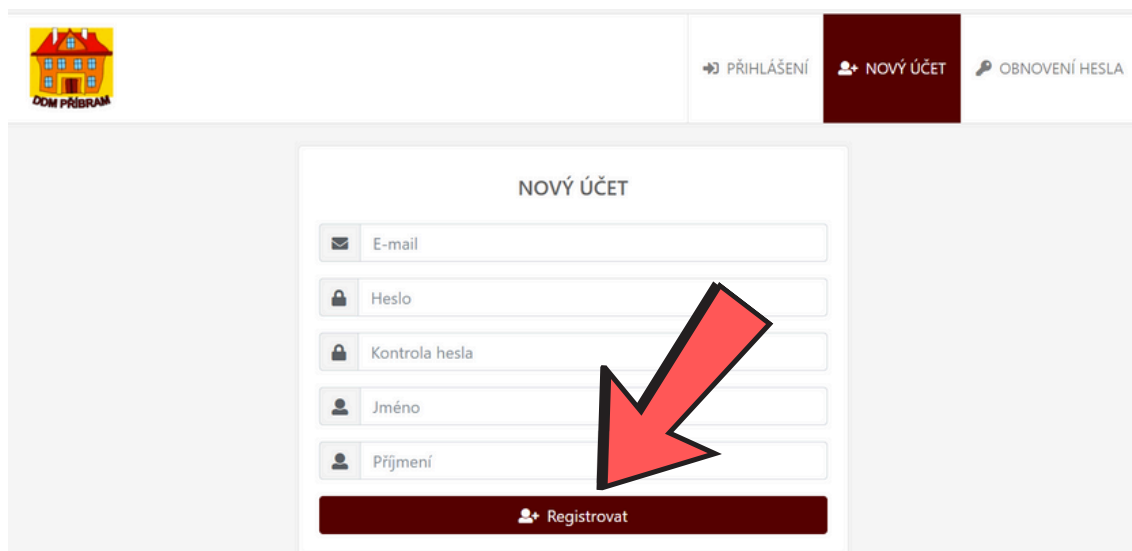 DDM PŘÍBRAM
PŘIHLÁŠENÍ
NOVÝ ÚČET
OBNOVENÍ HESLA
NOVÝ ÚČET
E-mail
Heslo
Kontrola hesla
Jméno
Příjmení
Registrovat